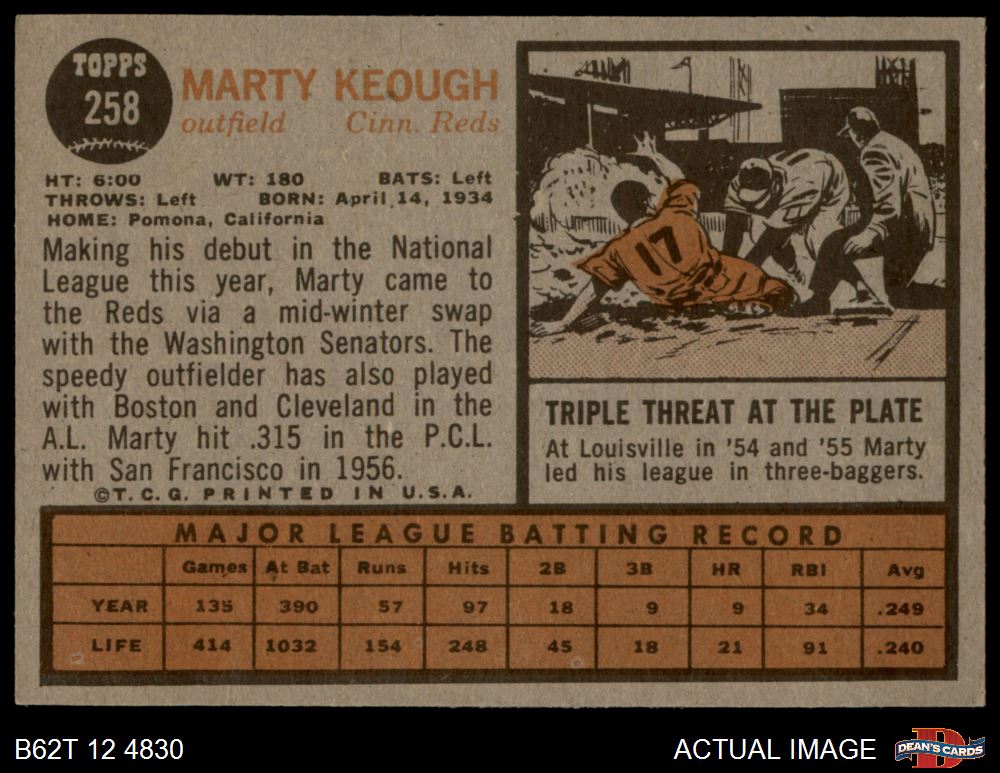 TOPPS
258
MARTY KEOUGH
outfield Cinn. Reds
HT: 6:00 WT: 180 BATS: Left
THROWS: Left BORN: April 14, 1934
HOME: Pomona, California
Making his debut in the National
League this year, Marty came to
the Reds via a mid-winter swap
with the Washington Senators. The
speedy outfielder has also played
with Boston and Cleveland in the
A.L. Marty hit .315 in the P.C.L.
with San Francisco in 1956.
©T.C.G. PRINTED IN U.S.A.
17
TRIPLE THREAT AT THE PLATE
At Louisville in '54 and '55 Marty
led his league in three-baggers.
MAJOR LEAGUE BATTING RECORD
Games At Bat Runs Hits 2B 3B HR RBI Avg
YEAR 135 390 57 97 18 9 9 34 .249
LIFE 414 1032 154 248 45 18 21 91 .240
B62T 12 4830
ACTUAL IMAGE
D
DEAN'S CARDS